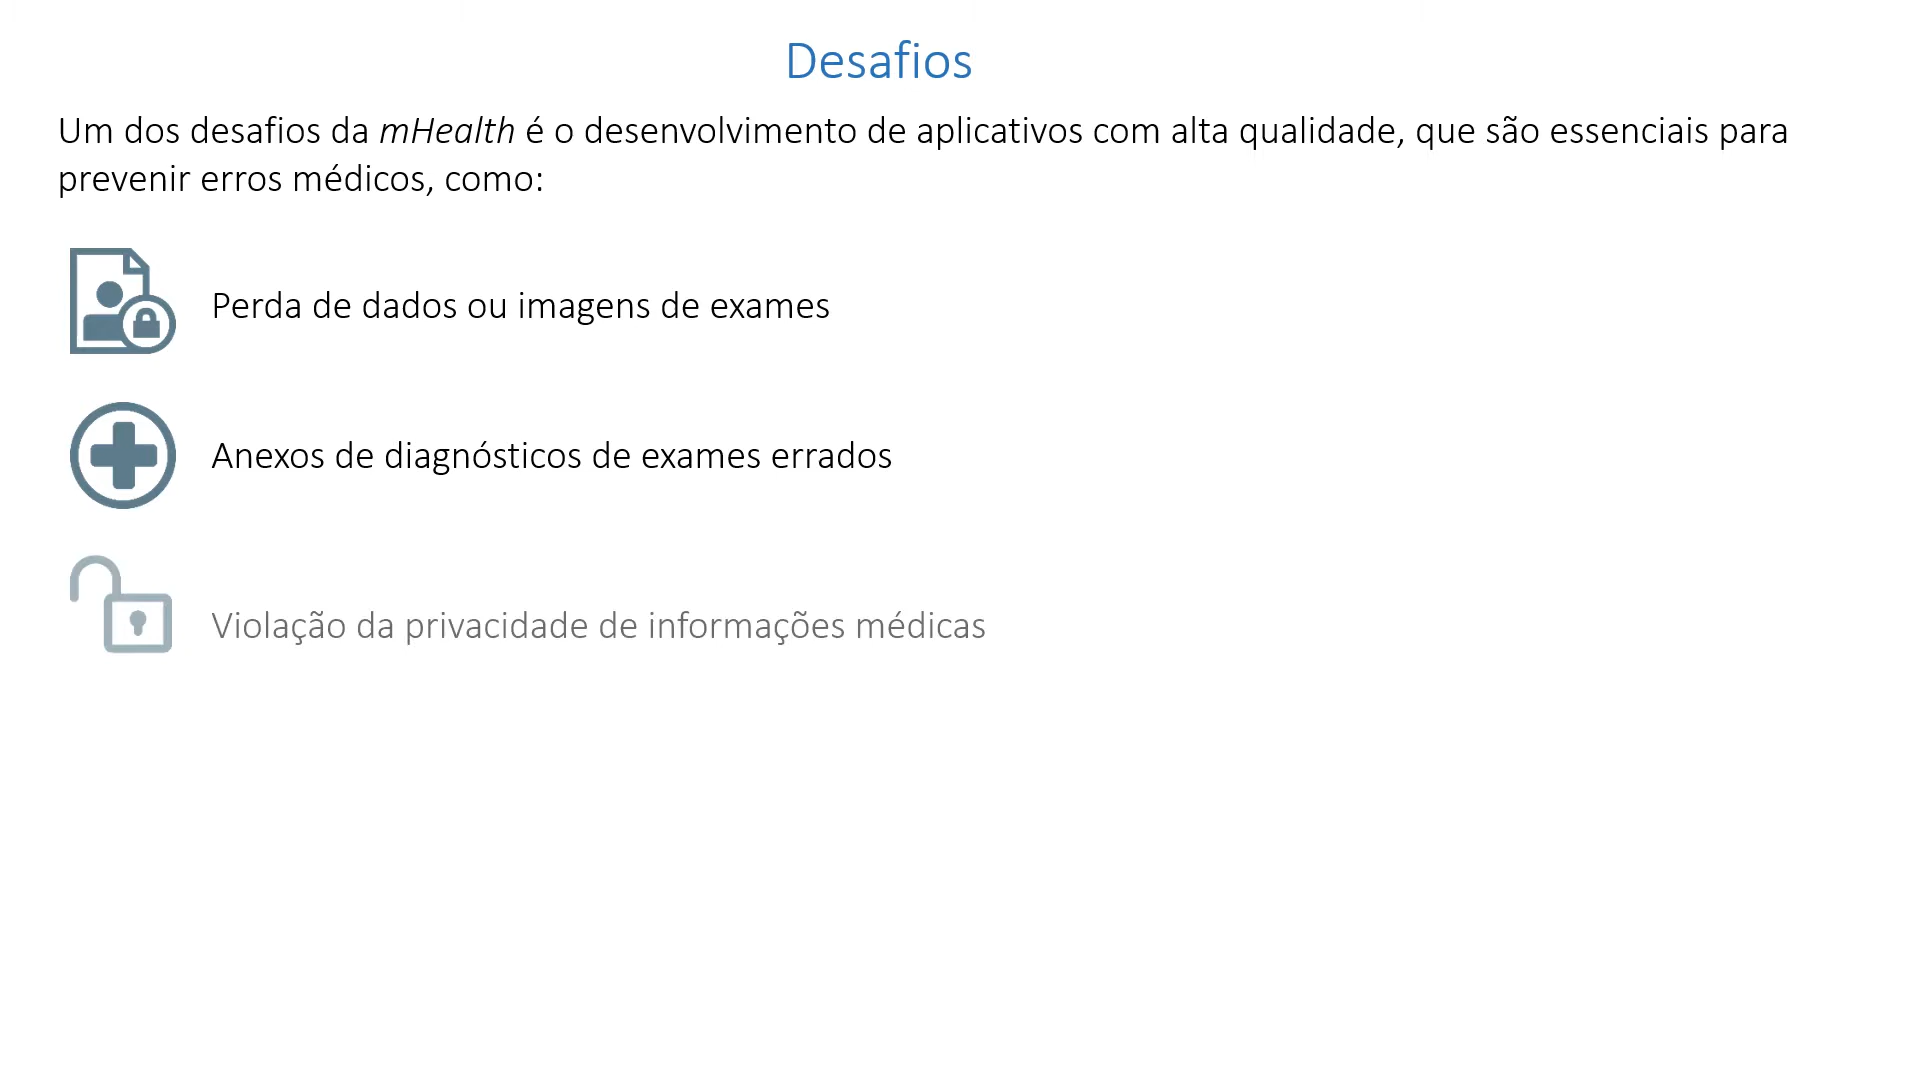 Desafios
Um dos desafios da mHealth é o desenvolvimento de aplicativos com alta qualidade, que são essenciais para
prevenir erros médicos, como:
Perda de dados ou imagens de exames
Anexos de diagnósticos de exames errados
Violação da privacidade de informações médicas